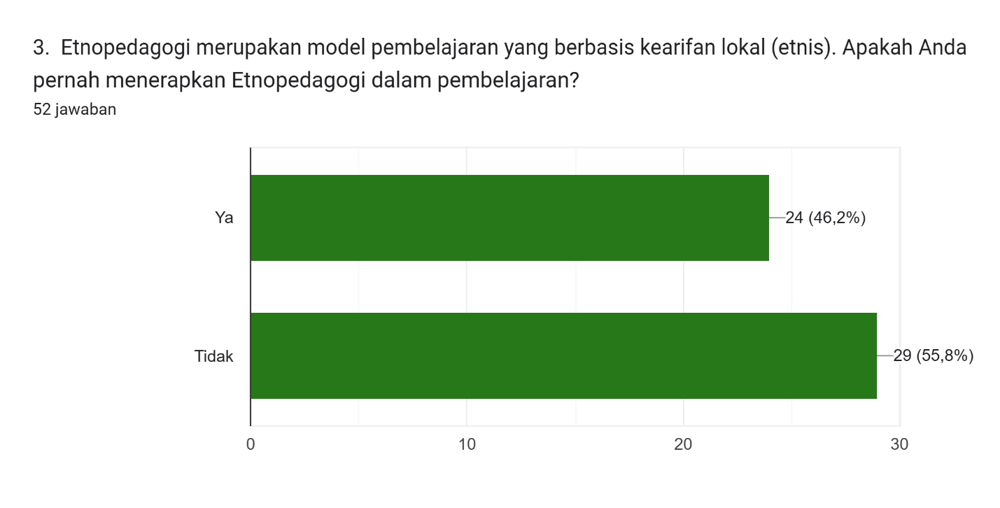 3.  Etnopedagogi merupakan model pembelajaran yang berbasis kearifan lokal (etnis). Apakah Anda
pernah menerapkan Etnopedagogi dalam pembelajaran?
52 jawaban
Ya
24 (46,2%)
Tidak
29 (55,8%)
0 10 20 30